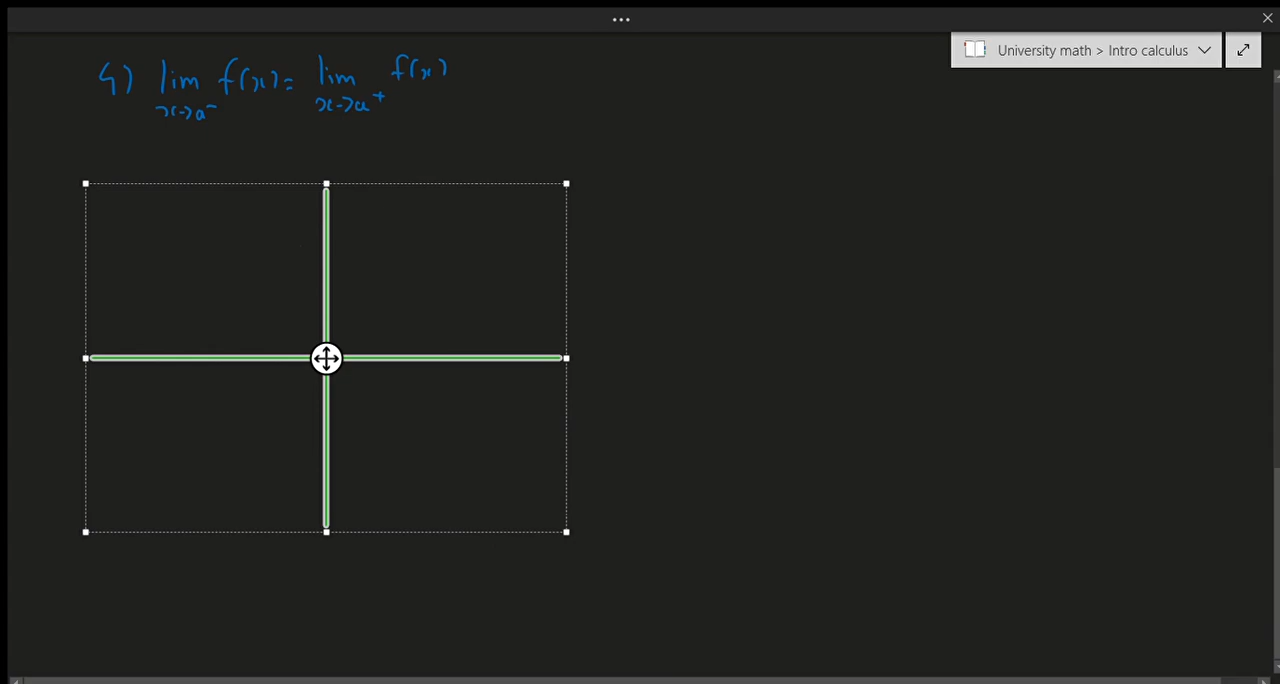 4) lim f(x) = lim f(x)
x->a⁻ x->a⁺
University math > Intro calculus